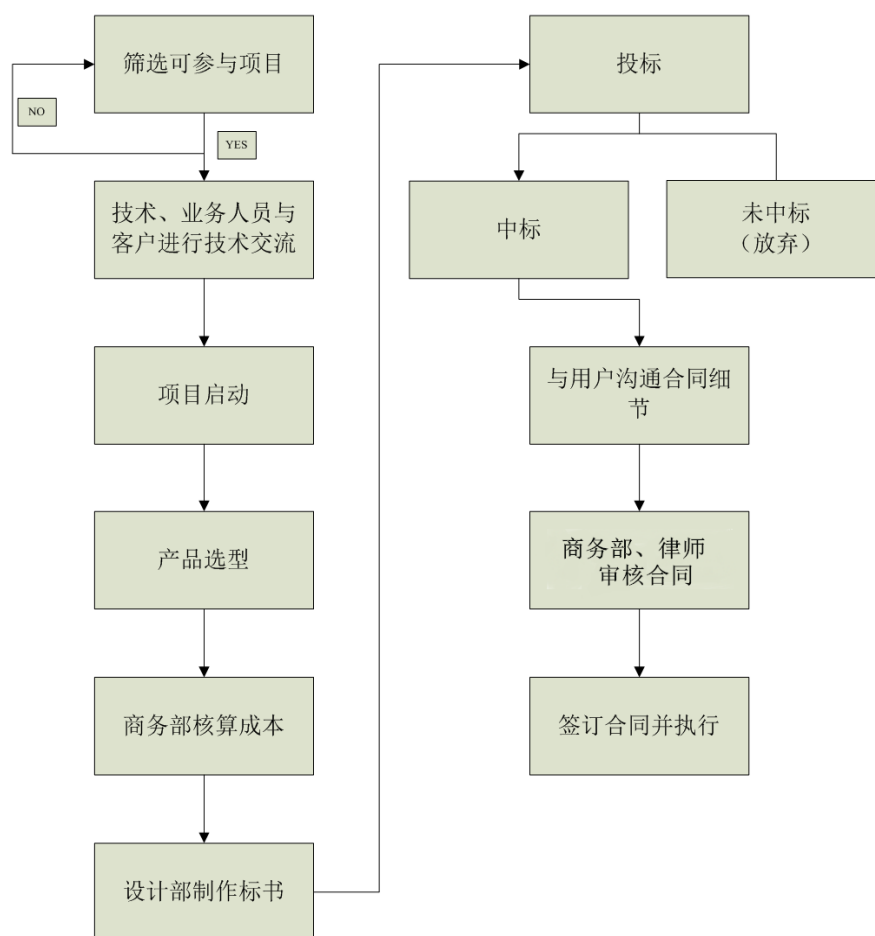 筛选可参与项目
NO
YES
技术、业务人员与
客户进行技术交流
项目启动
产品选型
商务部核算成本
设计部制作标书
投标
中标
未中标
（放弃）
与用户沟通合同细
节
商务部、律师
审核合同
签订合同并执行